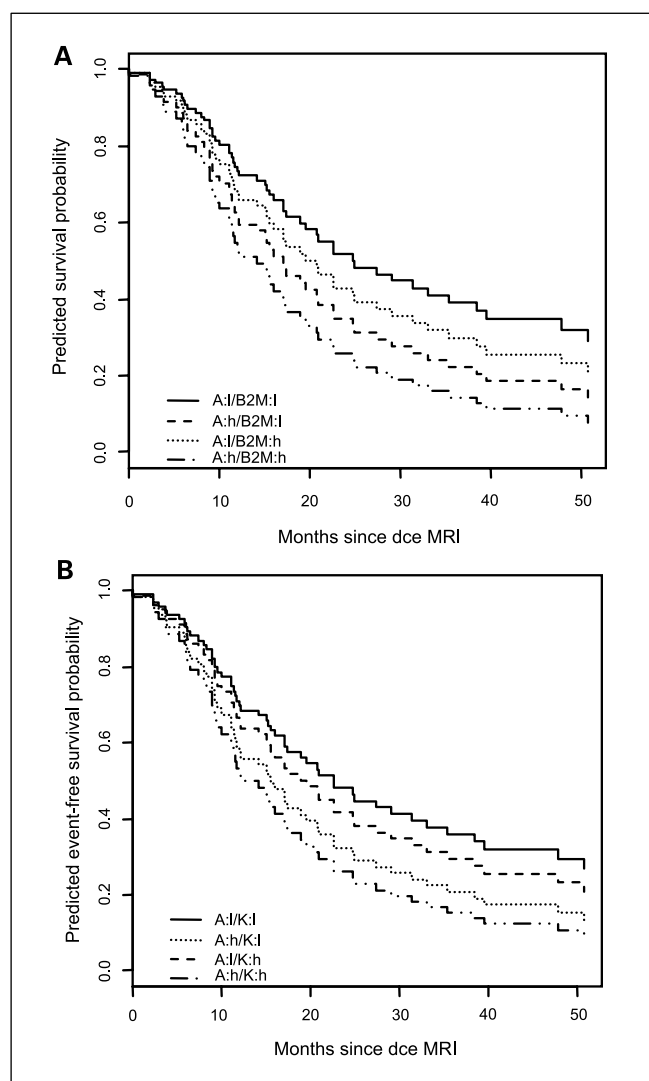 A
Predicted survival probability
1.0
0.8
0.6
0.4
0.2
0.0
A:l/B2M:l
A:h/B2M:l
A:l/B2M:h
A:h/B2M:h
0 10 20 30 40 50
Months since dce MRI
B
Predicted event-free survival probability
1.0
0.8
0.6
0.4
0.2
0.0
A:l/K:l
A:h/K:l
A:l/K:h
A:h/K:h
0 10 20 30 40 50
Months since dce MRI